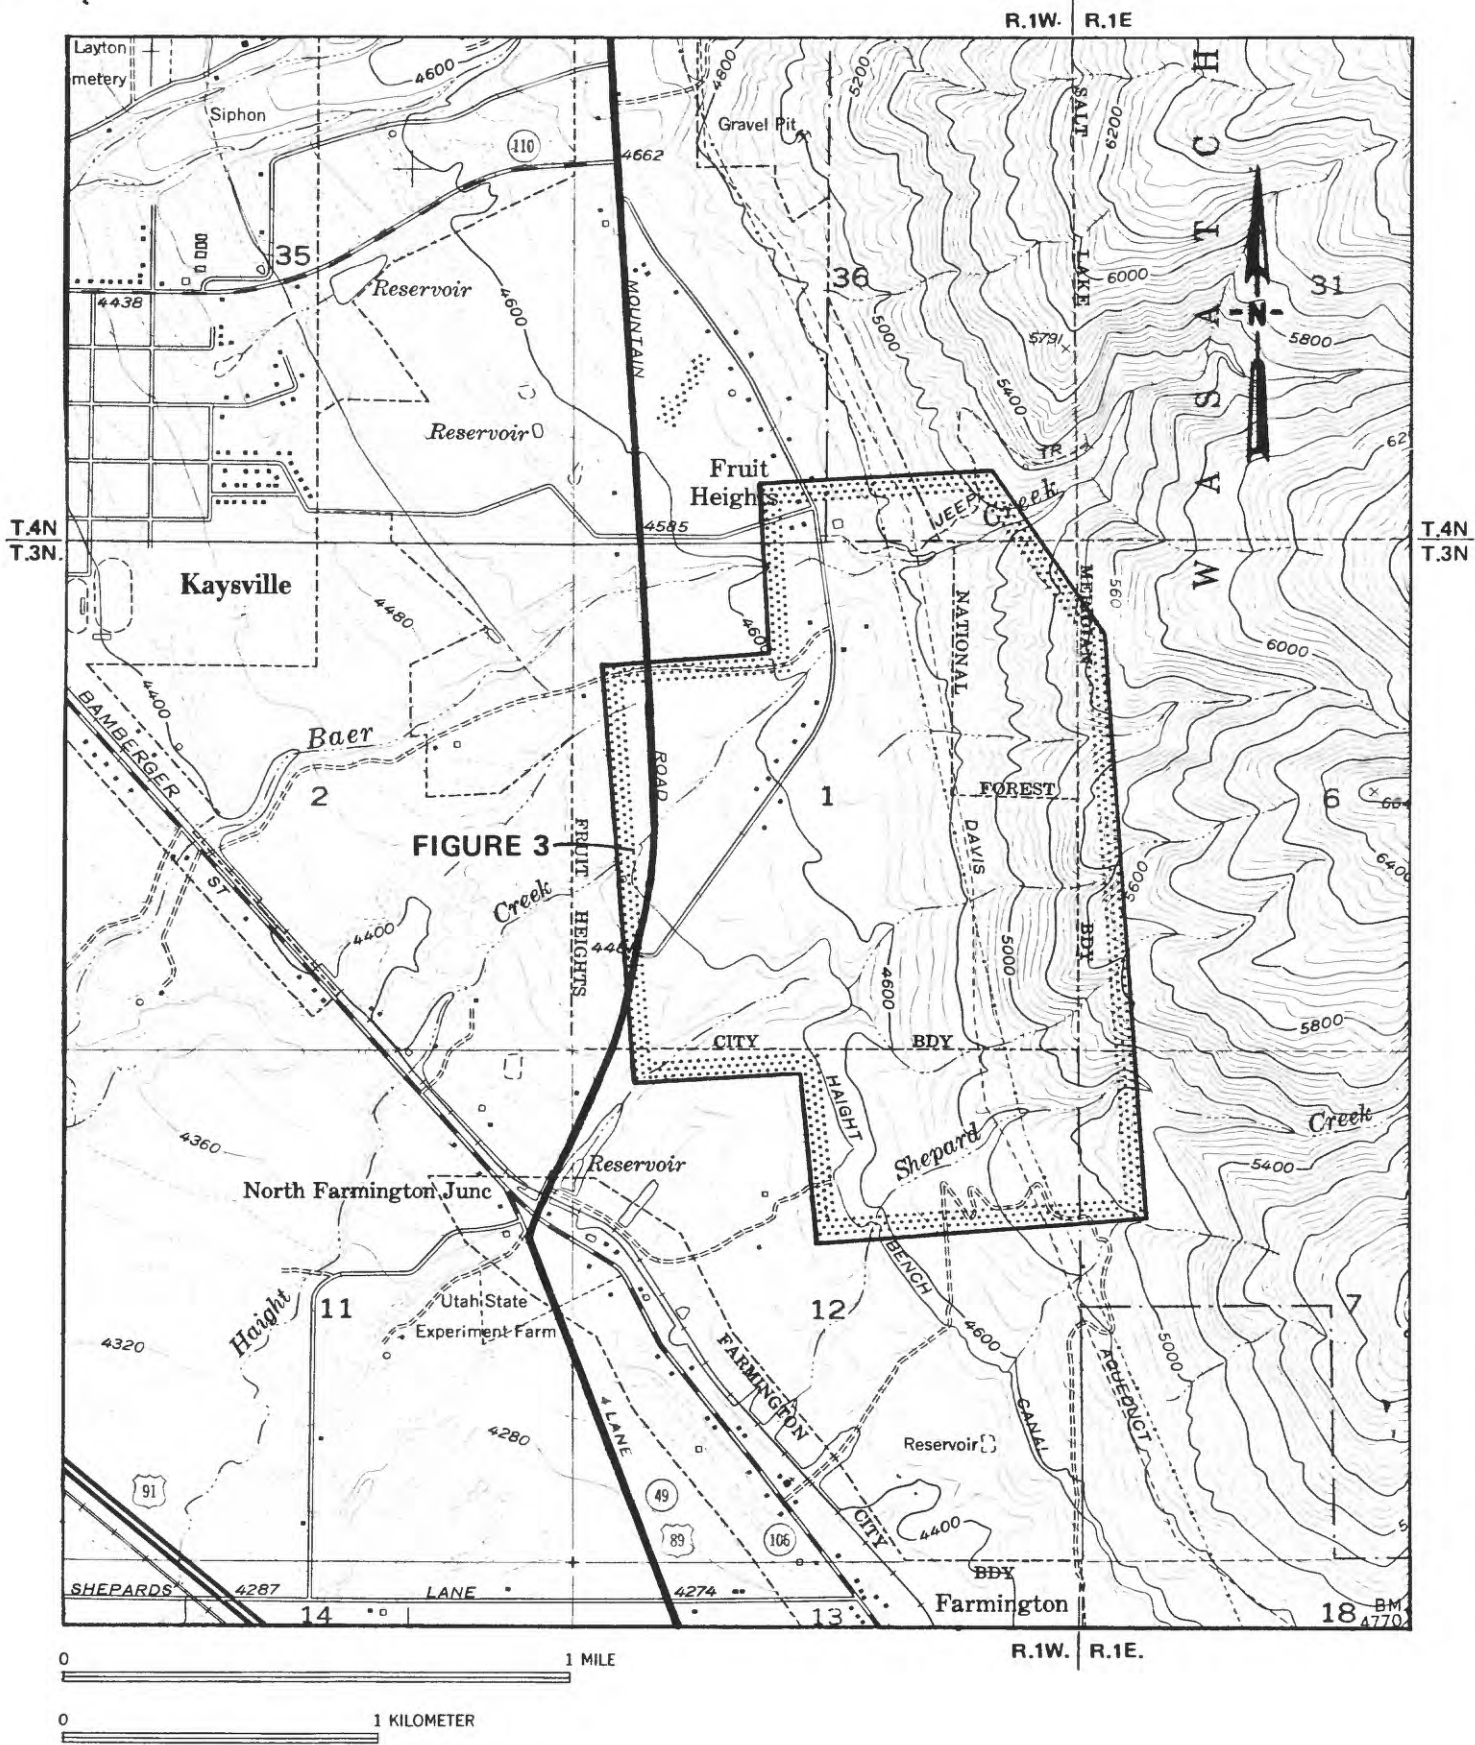 R.1W. R.1E
Layton
metery
4600
Siphon
110
4662
4800
5200
Gravel Pit
SALT
6200
W A S A T C H
35
Reservoir
4438
4600
MOUNTAIN
36
5000
LAKE
6000
31
N
5791
5800
5400
Reservoir
TR
62
Fruit
Heights
JEEP
Creek
4585
T.4N
T.3N.
T.4N
T.3N
Kaysville
4480
4600
NATIONAL
MERIDIAN
560
6000
4400
BAMBERGER
Baer
ROAD
2
1
FOREST
6
664
FIGURE 3
FRUIT
HEIGHTS
DAVIS
ST
Creek
5600
6400
4400
4600
5000
BDY
5800
CITY
BDY
HAIGHT
4360
Shepard
Creek
Reservoir
5400
North Farmington Junc
BENCH
Utah State
Experiment Farm
Haight
11
12
7
4320
4600
5000
FARMINGTON
AQUEDUCT
4 LANE
4280
CANAL
Reservoir
91
49
89
106
CITY
4400
BDY
SHEPARDS
4287
LANE
4274
Farmington
14
13
18
BM
4770
R.1W. R.1E.
0 1 MILE
0 1 KILOMETER